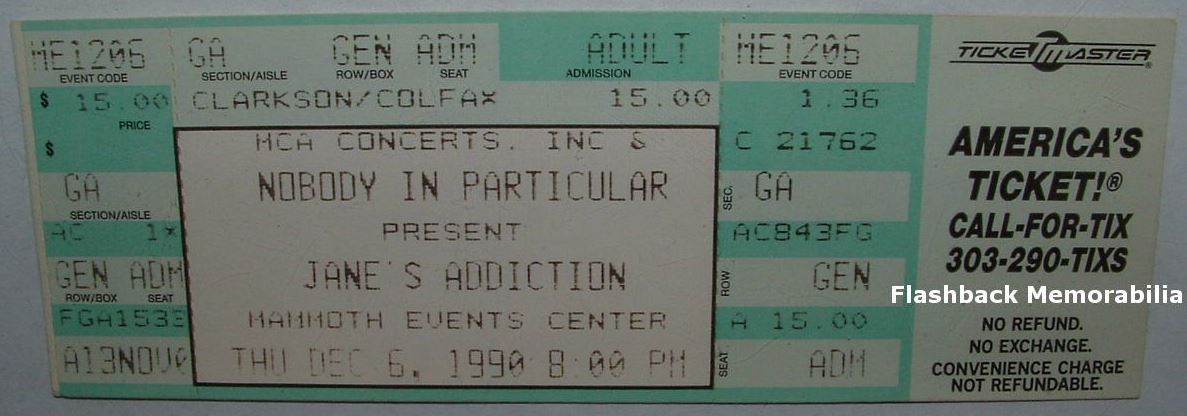 ME1206 GA GEN ADM ADULT ME1206
EVENT CODE SECTION/AISLE ROW/BOX SEAT ADMISSION EVENT CODE
$ 15.00 CLARKSON/COLFAX* 15.00 1.36
PRICE
$ MCA CONCERTS, INC & C 21762
GA NOBODY IN PARTICULAR SEC. GA
SECTION/AISLE
AC 1* PRESENT AC843FG
GEN ADM JANE'S ADDICTION ROW GEN
ROW/BOX SEAT
FGA1533 MAMMOTH EVENTS CENTER A 15.00
A13NOV0 THU DEC 6, 1990 8:00 PM SEAT ADM
TICKETMASTER®
AMERICA'S
TICKET!®
CALL-FOR-TIX
303-290-TIXS
Flashback Memorabilia
NO REFUND.
NO EXCHANGE.
CONVENIENCE CHARGE
NOT REFUNDABLE.